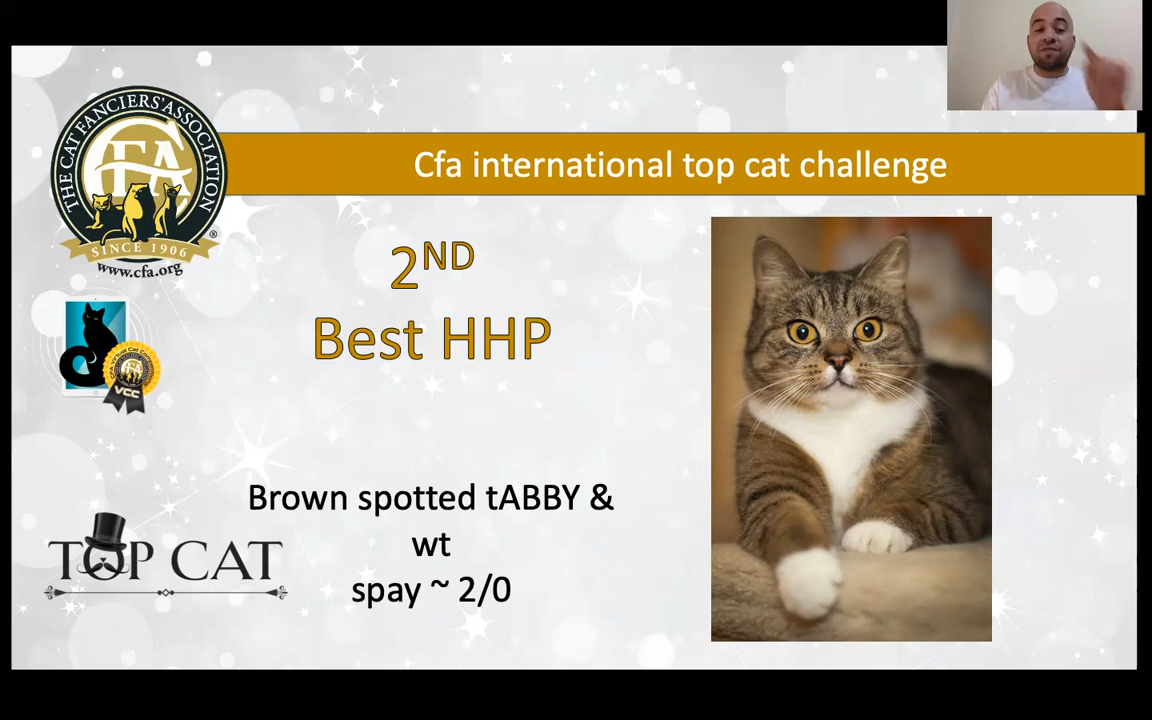 THE CAT FANCIERS' ASSOCIATION
CFA
SINCE 1906
®
www.cfa.org
Cfa international top cat challenge
2ND
Best HHP
VCC
Brown spotted tABBY &
wt
spay ~ 2/0
TOP CAT